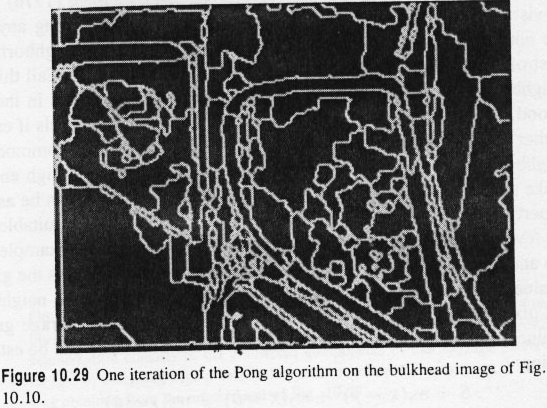 Figure 10.29 One iteration of the Pong algorithm on the bulkhead image of Fig.
10.10.